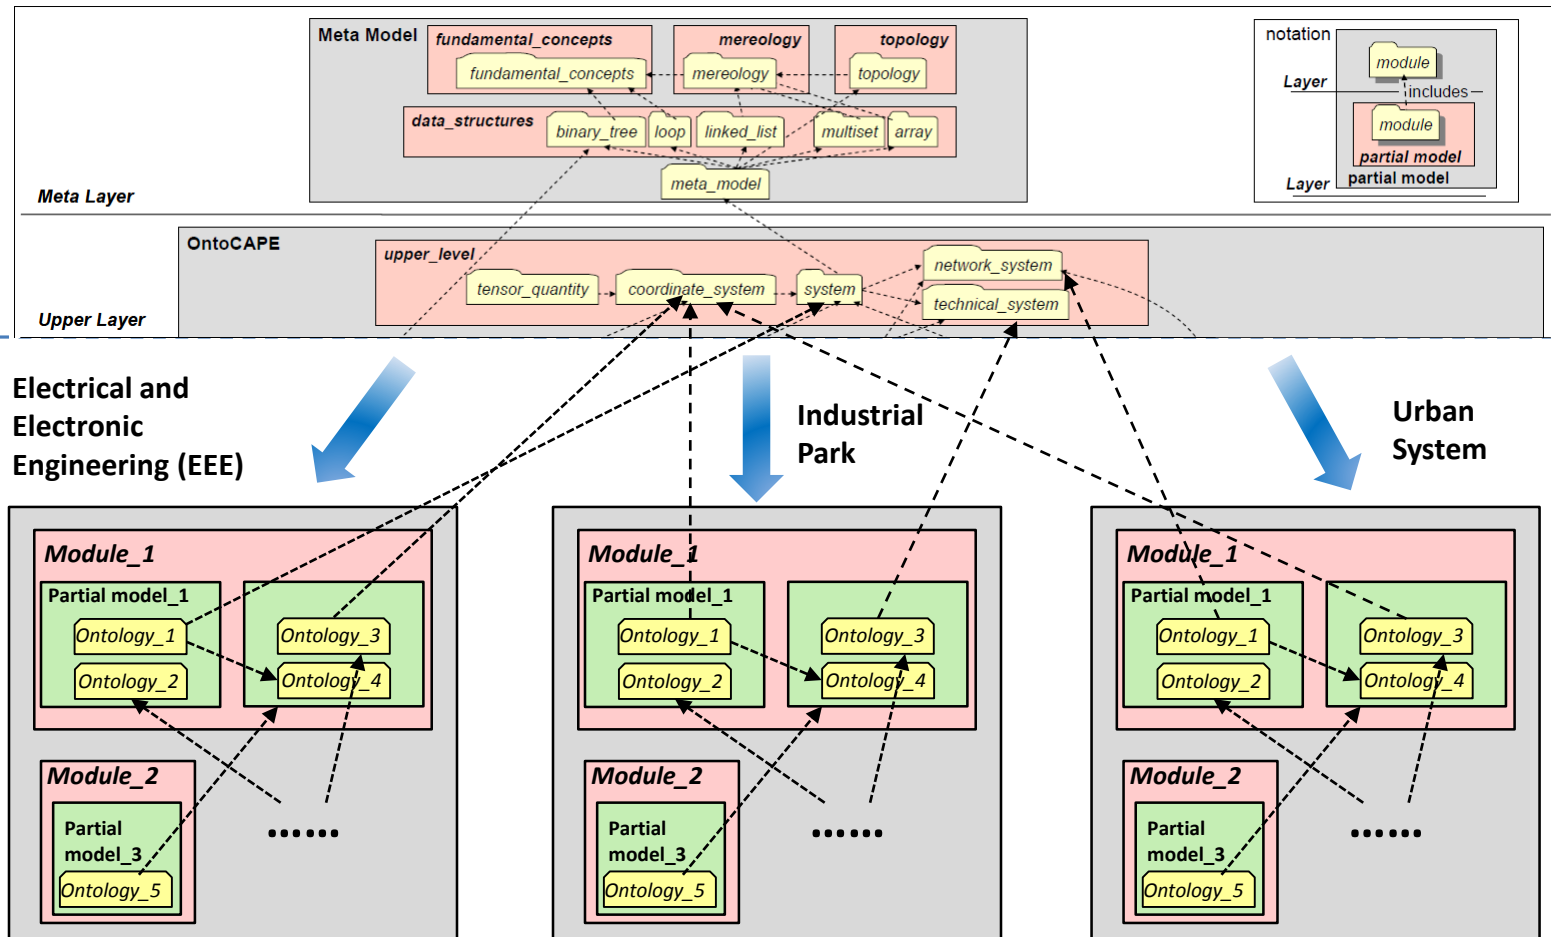 Meta Model
fundamental_concepts
mereology
topology
fundamental_concepts
mereology
topology
data_structures
binary_tree
loop
linked_list
multiset
array
meta_model
Meta Layer
notation
module
Layer
includes
module
partial model
Layer
partial model
OntoCAPE
upper_level
network_system
tensor_quantity
coordinate_system
system
technical_system
Upper Layer
Electrical and
Electronic
Engineering (EEE)
Industrial
Park
Urban
System
Module_1
Partial model_1
Ontology_1
Ontology_2
Ontology_3
Ontology_4
Module_2
Partial
model_3
Ontology_5
......
Module_1
Partial model_1
Ontology_1
Ontology_2
Ontology_3
Ontology_4
Module_2
Partial
model_3
Ontology_5
......
Module_1
Partial model_1
Ontology_1
Ontology_2
Ontology_3
Ontology_4
Module_2
Partial
model_3
Ontology_5
......